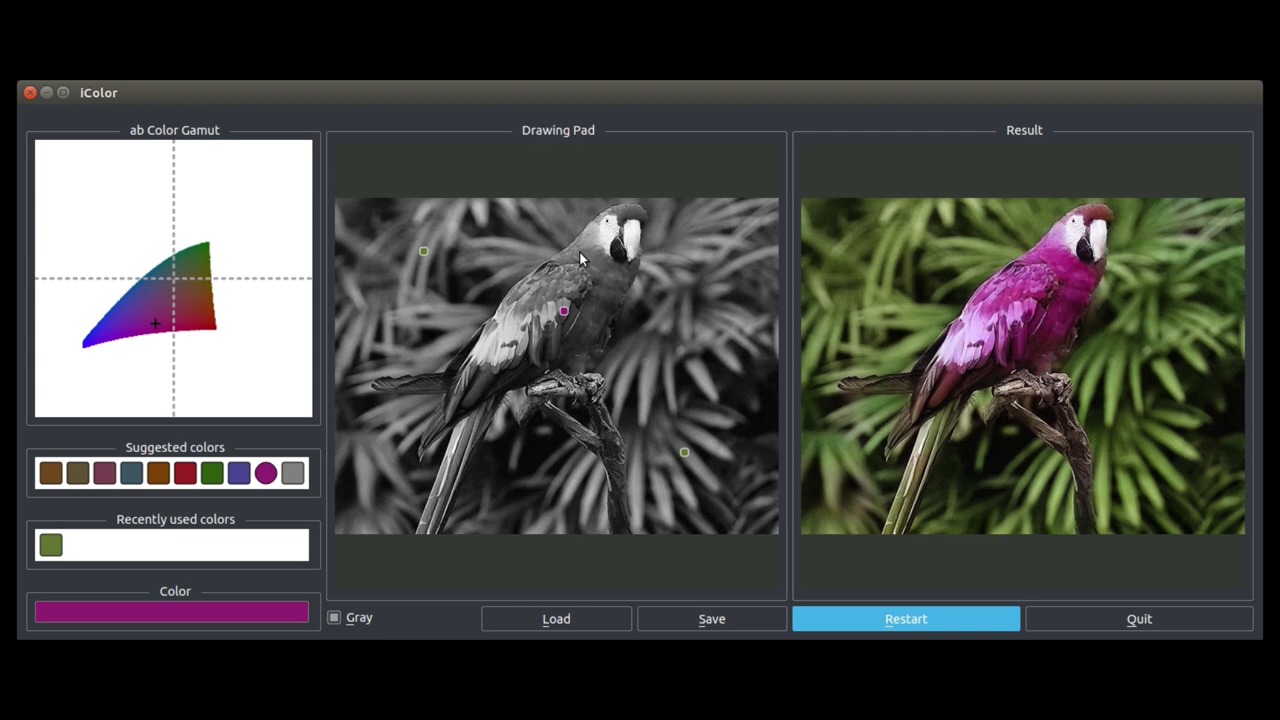 iColor
ab Color Gamut
Drawing Pad
Result
Suggested colors
Recently used colors
Color
Gray
Load
Save
Restart
Quit